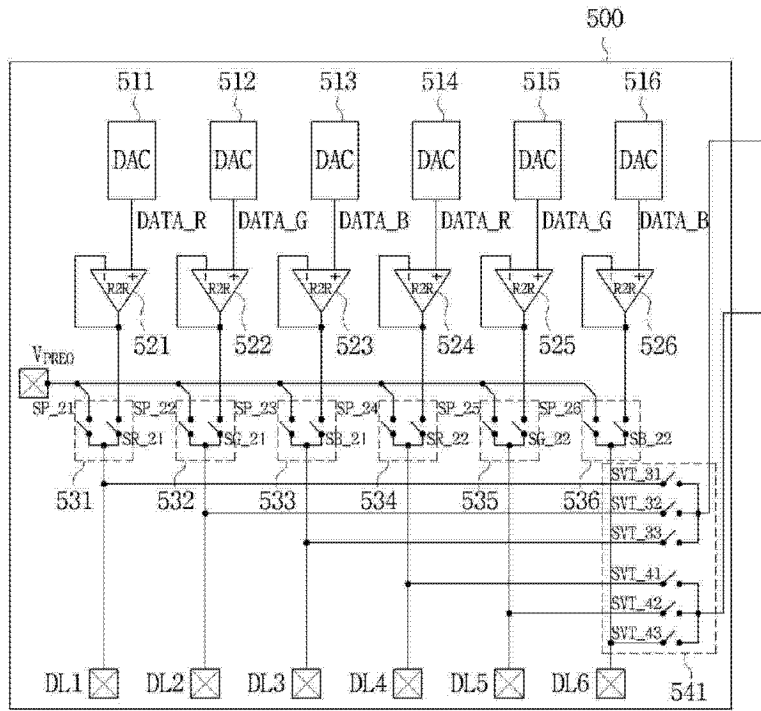 500
511 512 513 514 515 516
DAC DAC DAC DAC DAC DAC
DATA_R DATA_G DATA_B DATA_R DATA_G DATA_B
- + - + - + - + - + - +
R2R R2R R2R R2R R2R R2R
521 522 523 524 525 526
VPREG
SP_21 SP_22 SP_23 SP_24 SP_25 SP_26
SR_21 SG_21 SB_21 SR_22 SG_22 SB_22
531 532 533 534 535 536
SVT_31
SVT_32
SVT_33
SVT_41
SVT_42
SVT_43
DL1 DL2 DL3 DL4 DL5 DL6
541